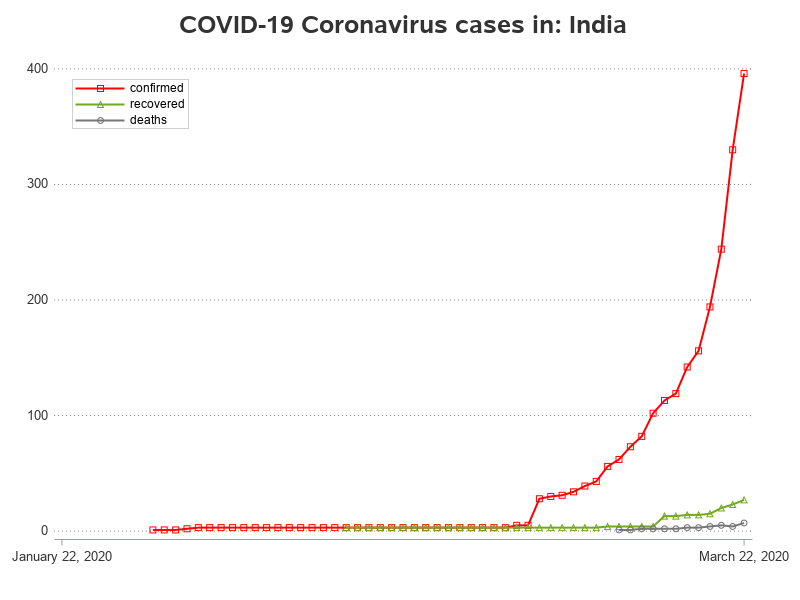 COVID-19 Coronavirus cases in: India
400
confirmed
recovered
deaths
300
200
100
0
January 22, 2020 March 22, 2020